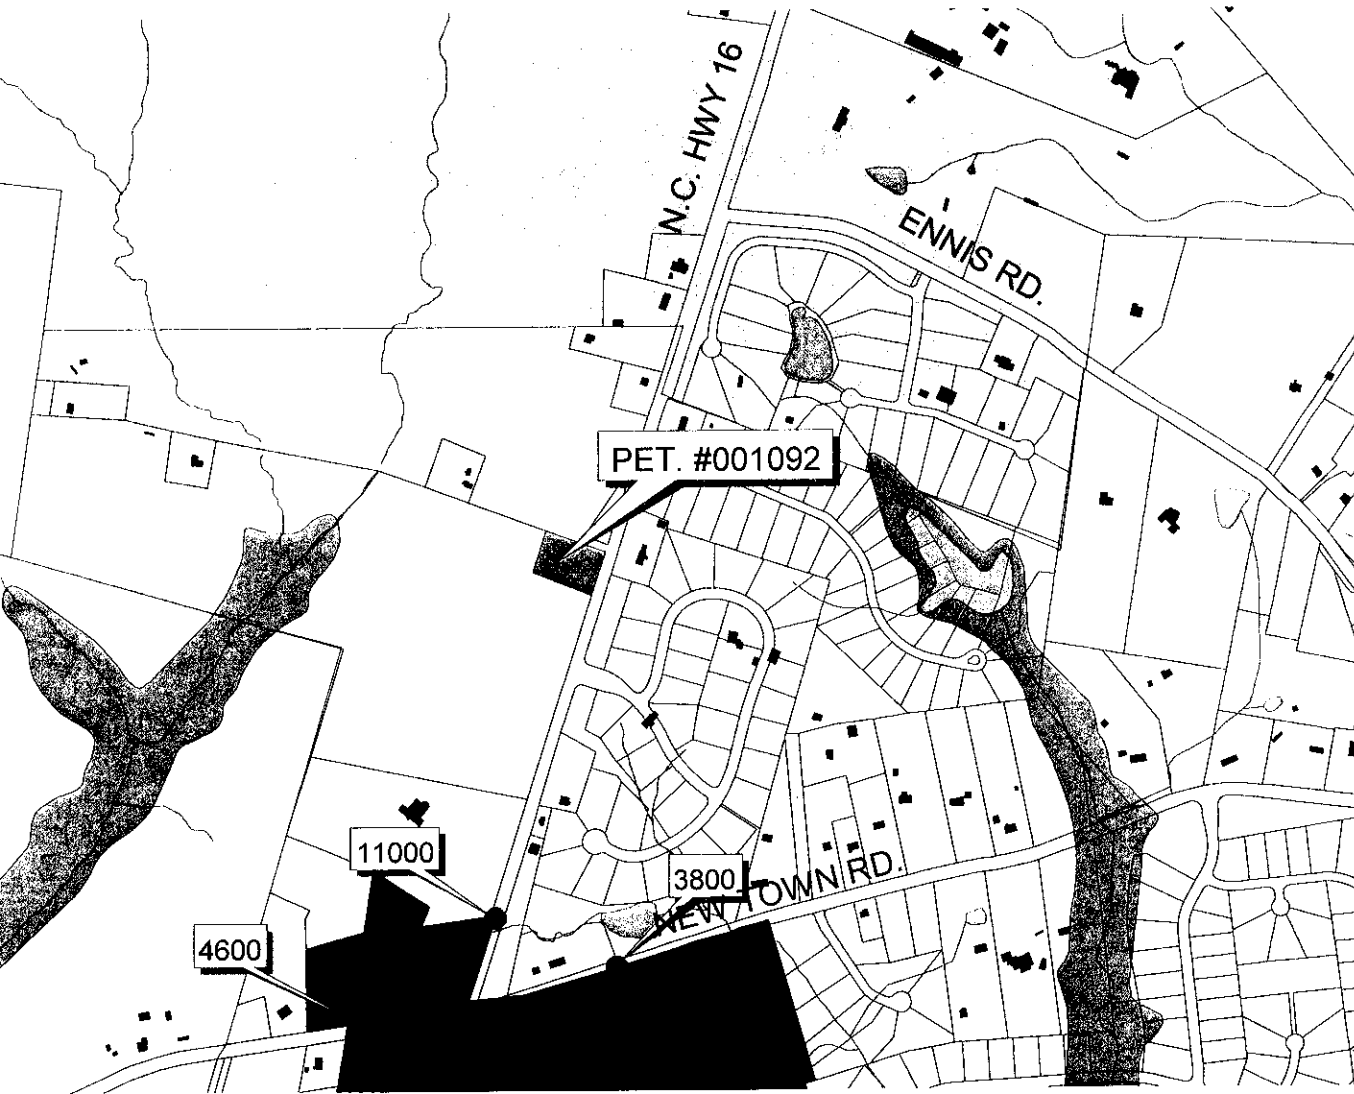 N.C. HWY 16
ENNIS RD.
PET. #001092
11000
3800
NEW TOWN RD.
4600